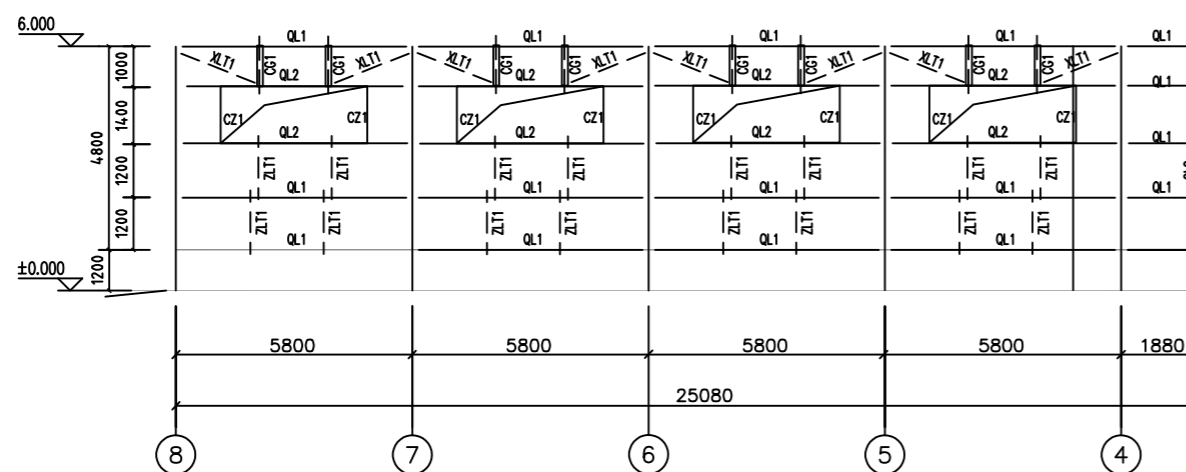 6.000
QL1 QL1 QL1 QL1 QL1
XLT1 CG1 CG1 XLT1 XLT1 CG1 CG1 XLT1 XLT1 CG1 CG1 XLT1 XLT1 CG1 CG1 XLT1
1000
QL2 QL2 QL2 QL2 QL1
1400
CZ1 CZ1 CZ1 CZ1 CZ1 CZ1 CZ1 CZ1
4800
QL2 QL2 QL2 QL2 QL1
1200
ZLT1 ZLT1 ZLT1 ZLT1 ZLT1 ZLT1 ZLT1 ZLT1
QL1 QL1 QL1 QL1 QL1
1200
ZLT1 ZLT1 ZLT1 ZLT1 ZLT1 ZLT1 ZLT1 ZLT1
QL1 QL1 QL1 QL1 QL1
±0.000
1200
5800 5800 5800 5800 1880
25080
8 7 6 5 4